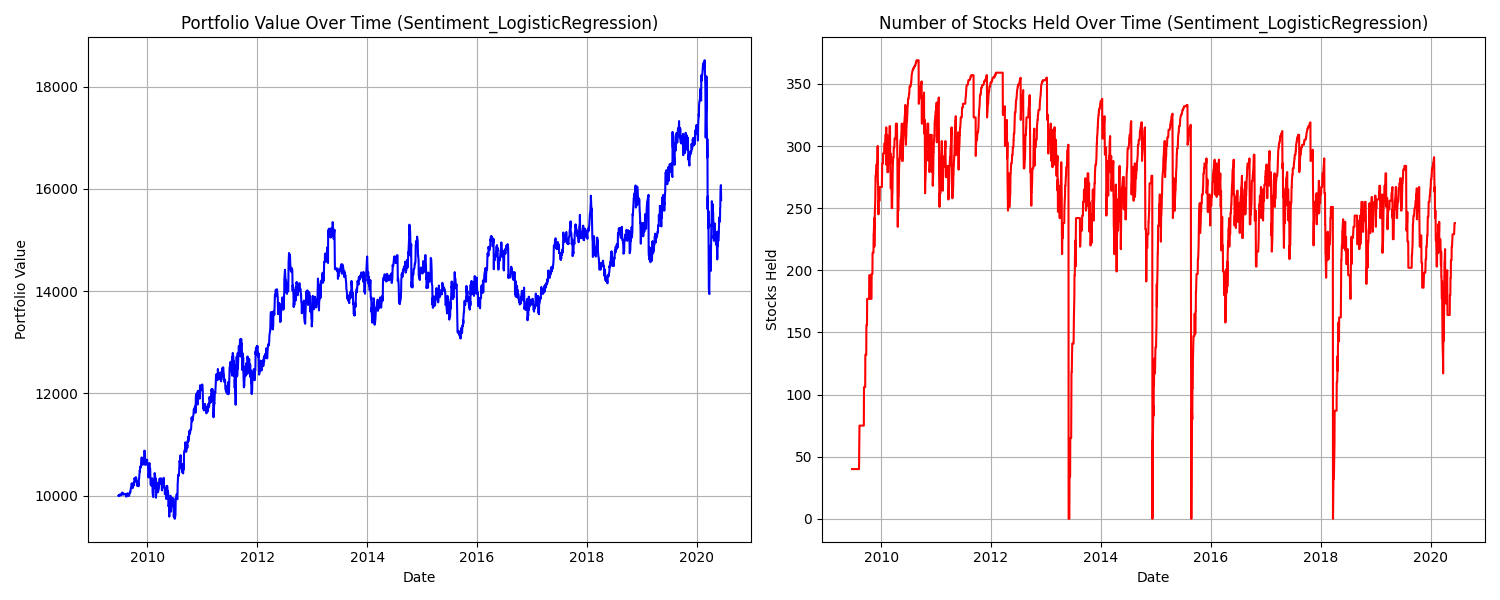 Portfolio Value Over Time (Sentiment_LogisticRegression)
Portfolio Value
18000
16000
14000
12000
10000
2010 2012 2014 2016 2018 2020
Date
Number of Stocks Held Over Time (Sentiment_LogisticRegression)
Stocks Held
350
300
250
200
150
100
50
0
2010 2012 2014 2016 2018 2020
Date